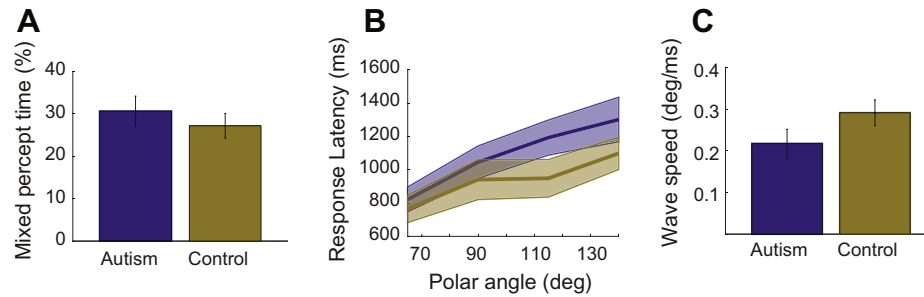 A
Mixed percept time (%)
40
30
20
10
0
Autism
Control
B
Response Latency (ms)
1600
1400
1200
1000
800
600
70
90
110
130
Polar angle (deg)
C
Wave speed (deg/ms)
0.4
0.3
0.2
0.1
Autism
Control